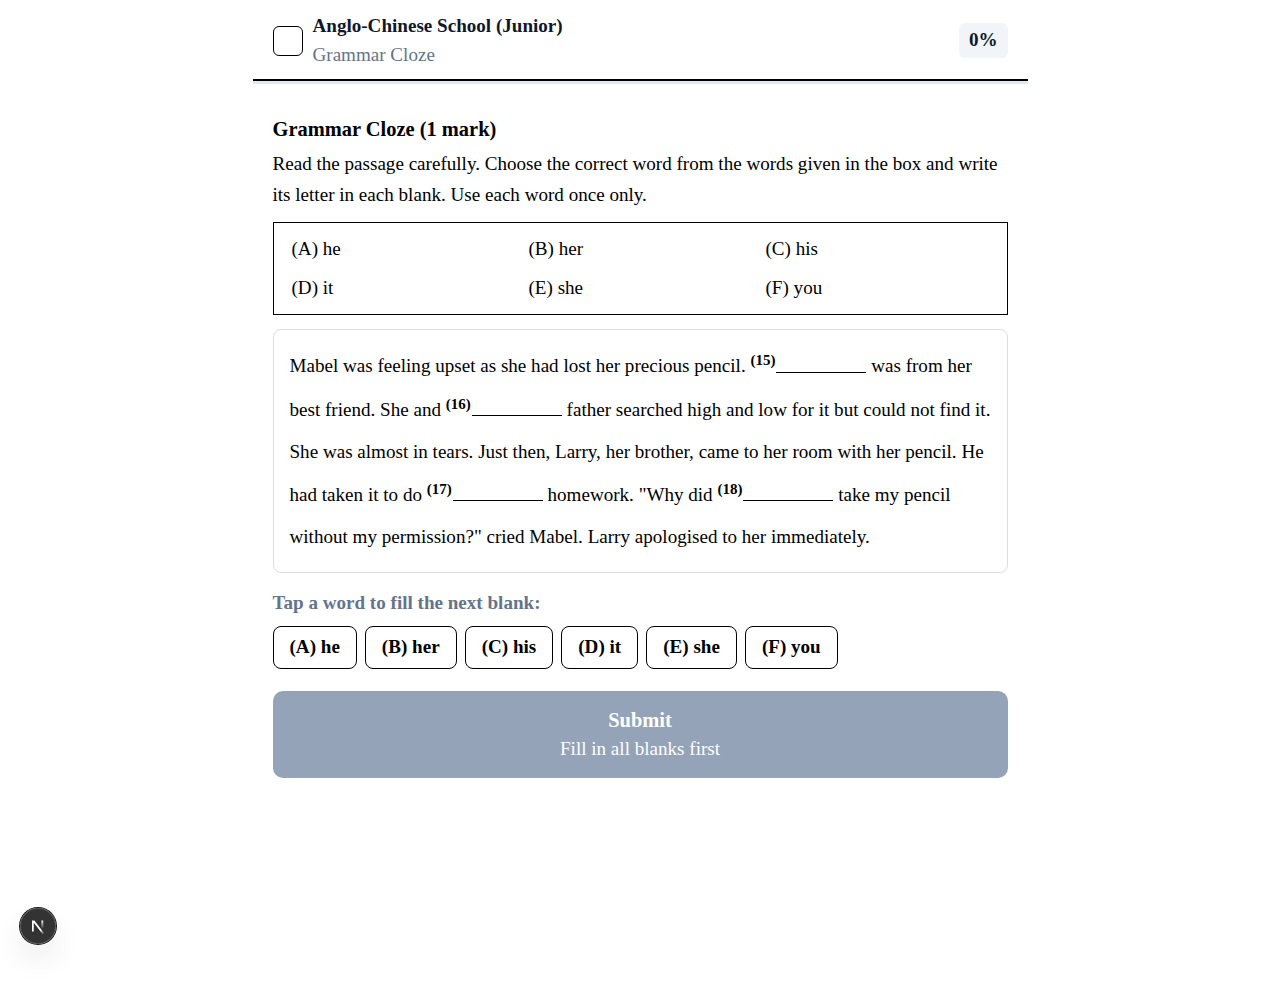 Anglo-Chinese School (Junior)
Grammar Cloze
0%
Grammar Cloze (1 mark)
Read the passage carefully. Choose the correct word from the words given in the box and write
its letter in each blank. Use each word once only.
(A) he (B) her (C) his
(D) it (E) she (F) you
Mabel was feeling upset as she had lost her precious pencil. (15)_________ was from her
best friend. She and (16)_________ father searched high and low for it but could not find it.
She was almost in tears. Just then, Larry, her brother, came to her room with her pencil. He
had taken it to do (17)_________ homework. "Why did (18)_________ take my pencil
without my permission?" cried Mabel. Larry apologised to her immediately.
Tap a word to fill the next blank:
(A) he (B) her (C) his (D) it (E) she (F) you
Submit
Fill in all blanks first
N